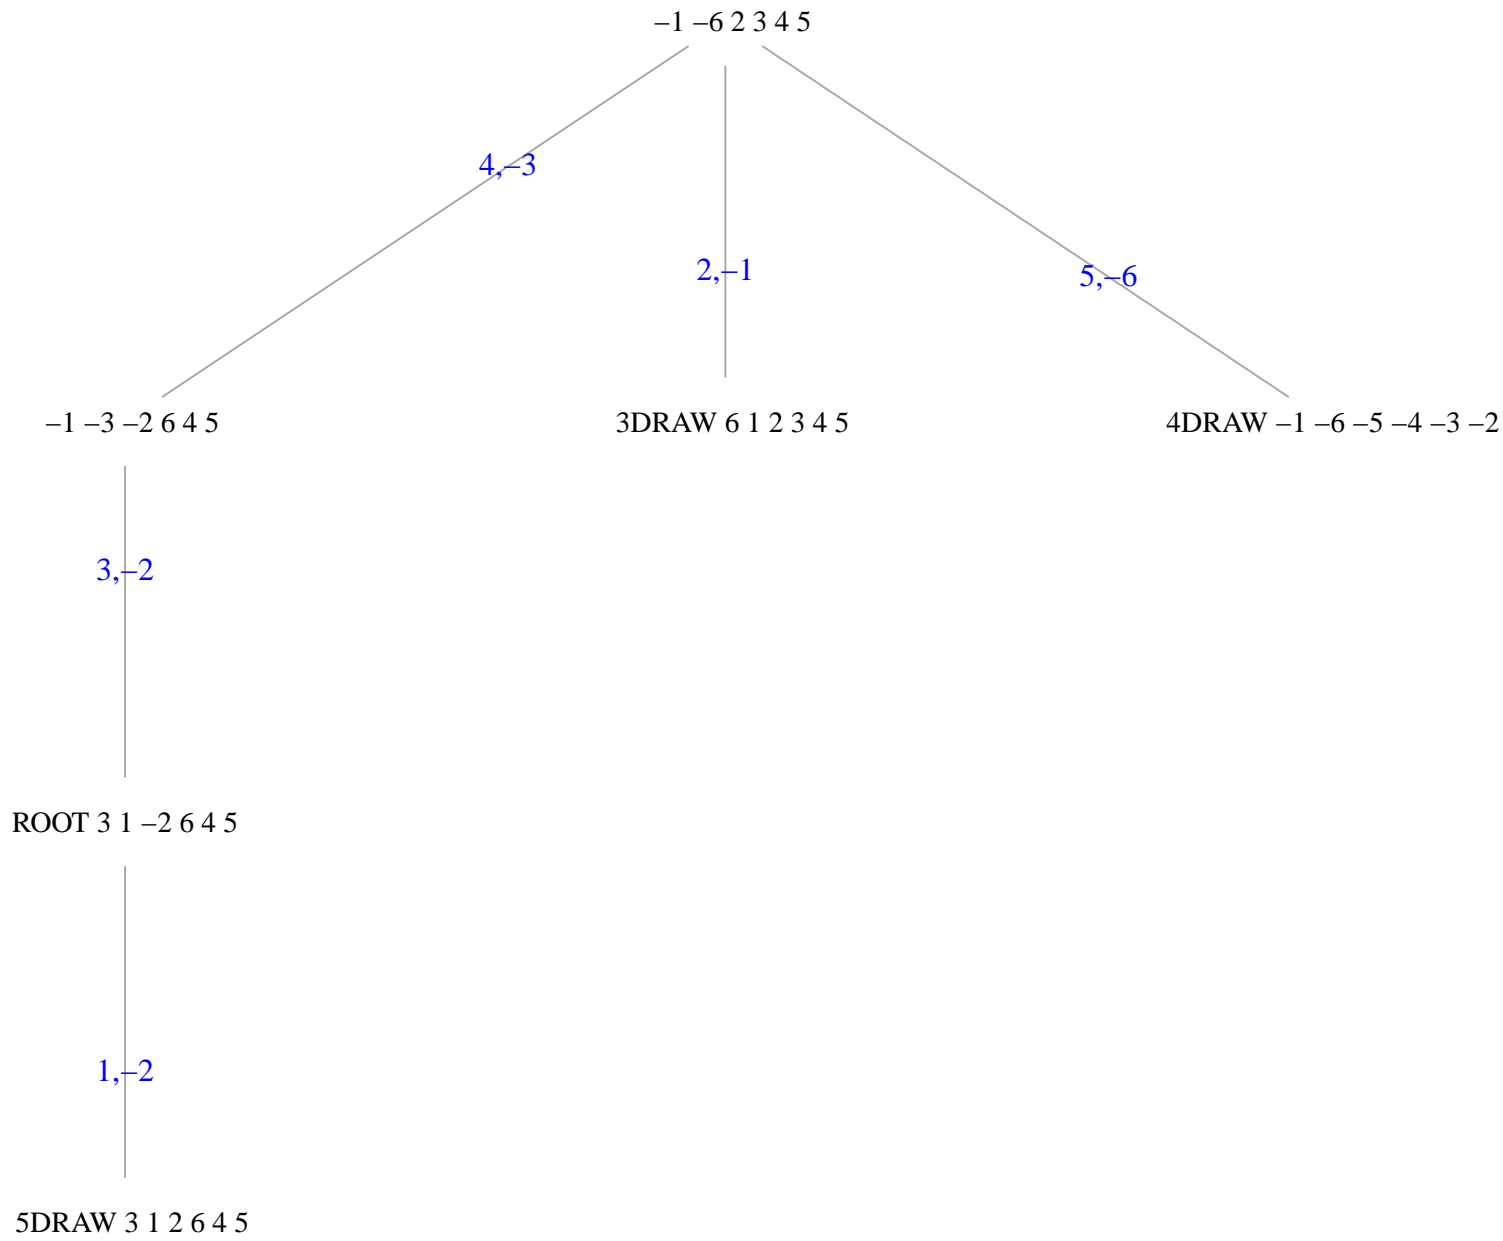 –1 –6 2 3 4 5
4,–3
2,–1
5,–6
–1 –3 –2 6 4 5
3DRAW 6 1 2 3 4 5
4DRAW –1 –6 –5 –4 –3 –2
3,–2
ROOT 3 1 –2 6 4 5
1,–2
5DRAW 3 1 2 6 4 5